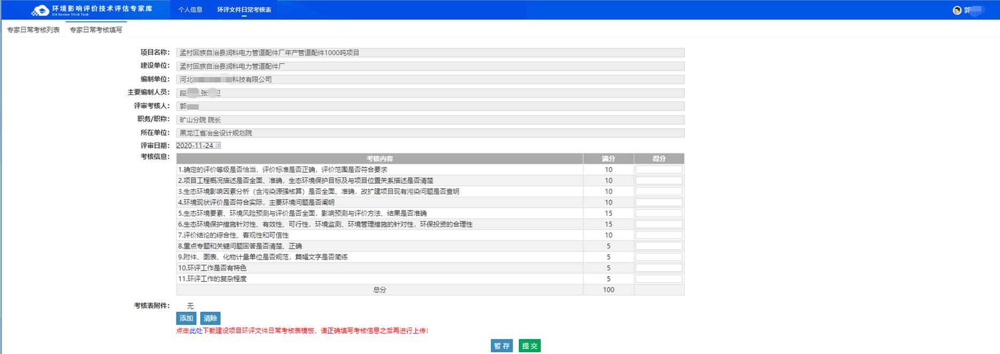 环境影响评价技术评估专家库
EIA Review Think Tank
个人信息
环评文件日常考核表
郭
专家日常考核列表
专家日常考核填写
项目名称： 孟村回族自治县润科电力管道配件厂年产管道配件1000吨项目
建设单位： 孟村回族自治县润科电力管道配件厂
编制单位： 河北 科技有限公司
主要编制人员： 段 ,张
评审考核人： 郭
职务/职称： 矿山分院 院长
所在单位： 黑龙江省冶金设计规划院
评审日期： 2020-11-24
考核信息：
考核内容 满分 得分
1.确定的评价等级是否恰当，评价标准是否正确，评价范围是否符合要求 10
2.项目工程概况描述是否全面、准确，生态环境保护目标及与项目位置关系描述是否清楚 10
3.生态环境影响因素分析（含污染源强核算）是否全面、准确，改扩建项目现有污染问题是否查明 10
4.环境现状评价是否符合实际，主要环境问题是否阐明 10
5.生态环境要素、环境风险预测与评价是否全面，影响预测与评价方法、结果是否准确 15
6.生态环境保护措施针对性、有效性、可行性，环境监测、环境管理措施的针对性，环保投资的合理性 15
7.评价结论的综合性、客观性和可信性 10
8.重点专题和关键问题回答是否清楚、正确 5
9.附件、图表、化物计量单位是否规范，篇幅文字是否简练 5
10.环评工作是否有特色 5
11.环评工作的复杂程度 5
总分 100
考核表附件： 无
添加 清除
点击此处下载建设项目环评文件日常考核表模板，请正确填写考核信息之后再进行上传！
暂 存 提 交